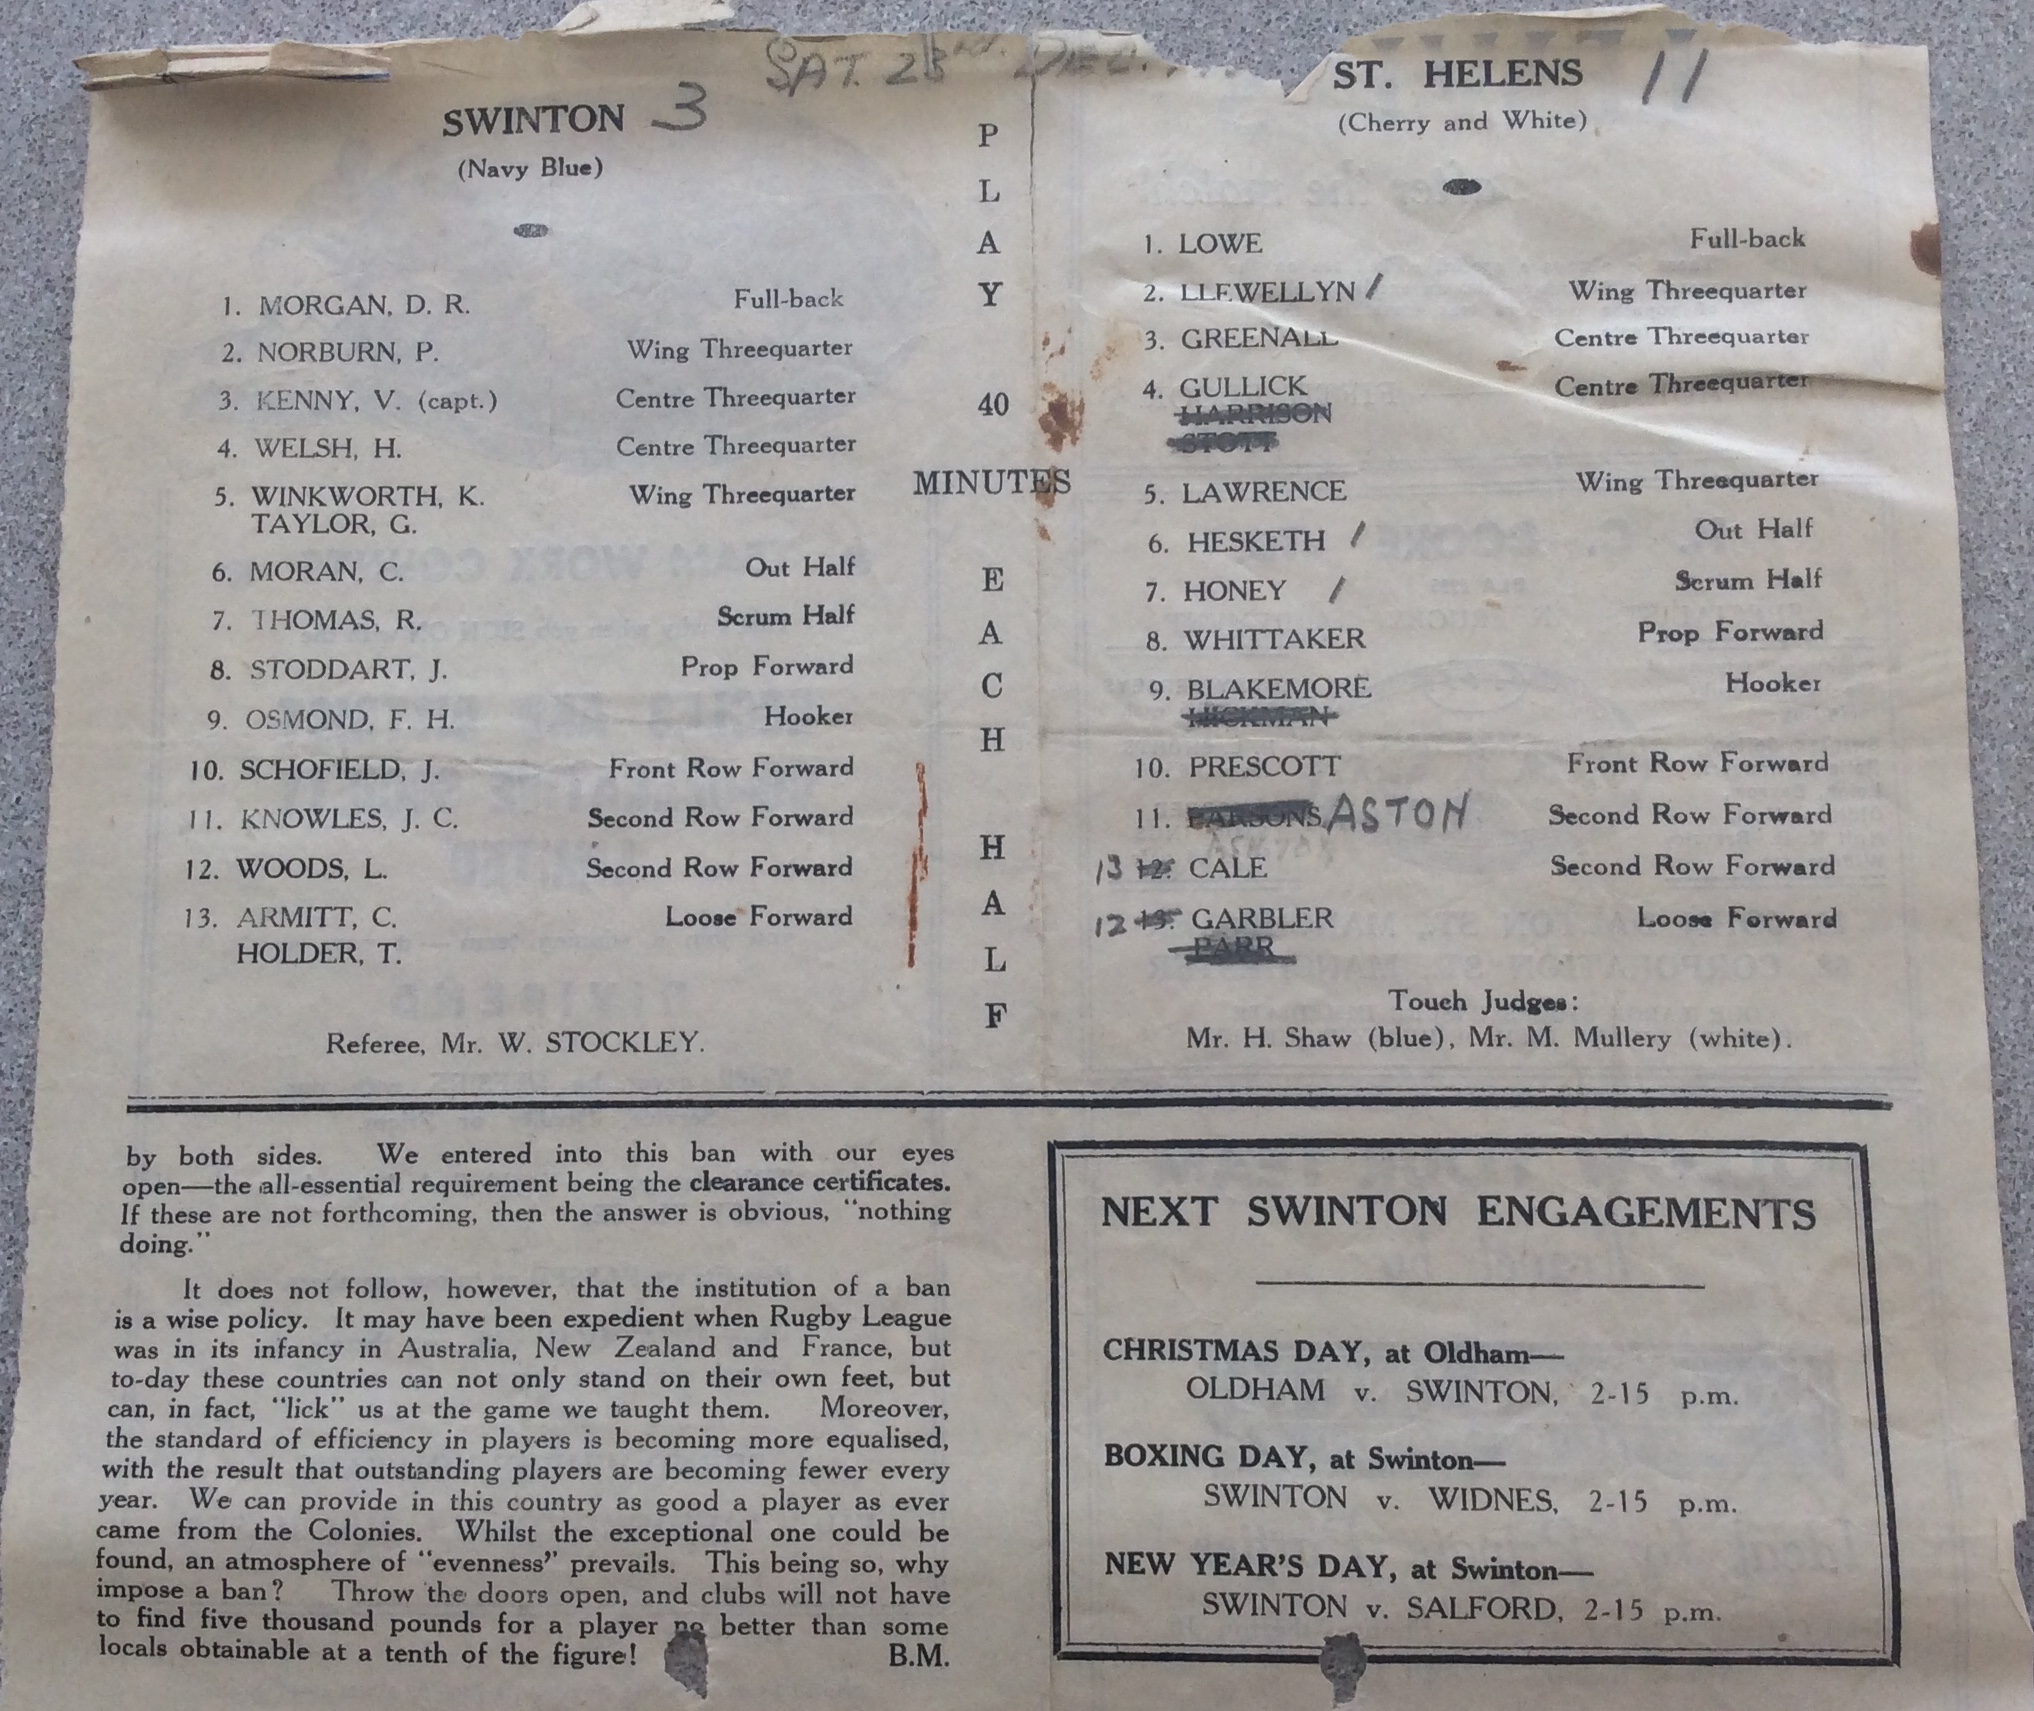 SAT. 23rd. DEC.
SWINTON 3
(Navy Blue)
1. MORGAN, D. R. Full-back
2. NORBURN, P. Wing Threequarter
3. KENNY, V. (capt.) Centre Threequarter
4. WELSH, H. Centre Threequarter
5. WINKWORTH, K. Wing Threequarter
TAYLOR, G.
6. MORAN, C. Out Half
7. THOMAS, R. Scrum Half
8. STODDART, J. Prop Forward
9. OSMOND, F. H. Hooker
10. SCHOFIELD, J. Front Row Forward
11. KNOWLES, J. C. Second Row Forward
12. WOODS, L. Second Row Forward
13. ARMITT, C. Loose Forward
HOLDER, T.
Referee, Mr. W. STOCKLEY.
P
L
A
Y
40
MINUTES
E
A
C
H
H
A
L
F
ST. HELENS 11
(Cherry and White)
1. LOWE Full-back
2. LLEWELLYN / Wing Threequarter
3. GREENALL Centre Threequarter
4. GULLICK Centre Threequarter
HARRISON
STOTT
5. LAWRENCE Wing Threequarter
6. HESKETH / Out Half
7. HONEY / Scrum Half
8. WHITTAKER Prop Forward
9. BLAKEMORE Hooker
HICKMAN
10. PRESCOTT Front Row Forward
11. PARSONS ASTON Second Row Forward
13 12. CALE Second Row Forward
12 13. GARBLER Loose Forward
PARR
Touch Judges:
Mr. H. Shaw (blue), Mr. M. Mullery (white).
by both sides. We entered into this ban with our eyes
open—the all-essential requirement being the clearance certificates.
If these are not forthcoming, then the answer is obvious, "nothing
doing."
It does not follow, however, that the institution of a ban
is a wise policy. It may have been expedient when Rugby League
was in its infancy in Australia, New Zealand and France, but
to-day these countries can not only stand on their own feet, but
can, in fact, "lick" us at the game we taught them. Moreover,
the standard of efficiency in players is becoming more equalised,
with the result that outstanding players are becoming fewer every
year. We can provide in this country as good a player as ever
came from the Colonies. Whilst the exceptional one could be
found, an atmosphere of "evenness" prevails. This being so, why
impose a ban? Throw the doors open, and clubs will not have
to find five thousand pounds for a player no better than some
locals obtainable at a tenth of the figure! B.M.
NEXT SWINTON ENGAGEMENTS
CHRISTMAS DAY, at Oldham—
OLDHAM v. SWINTON, 2-15 p.m.
BOXING DAY, at Swinton—
SWINTON v. WIDNES, 2-15 p.m.
NEW YEAR'S DAY, at Swinton—
SWINTON v. SALFORD, 2-15 p.m.